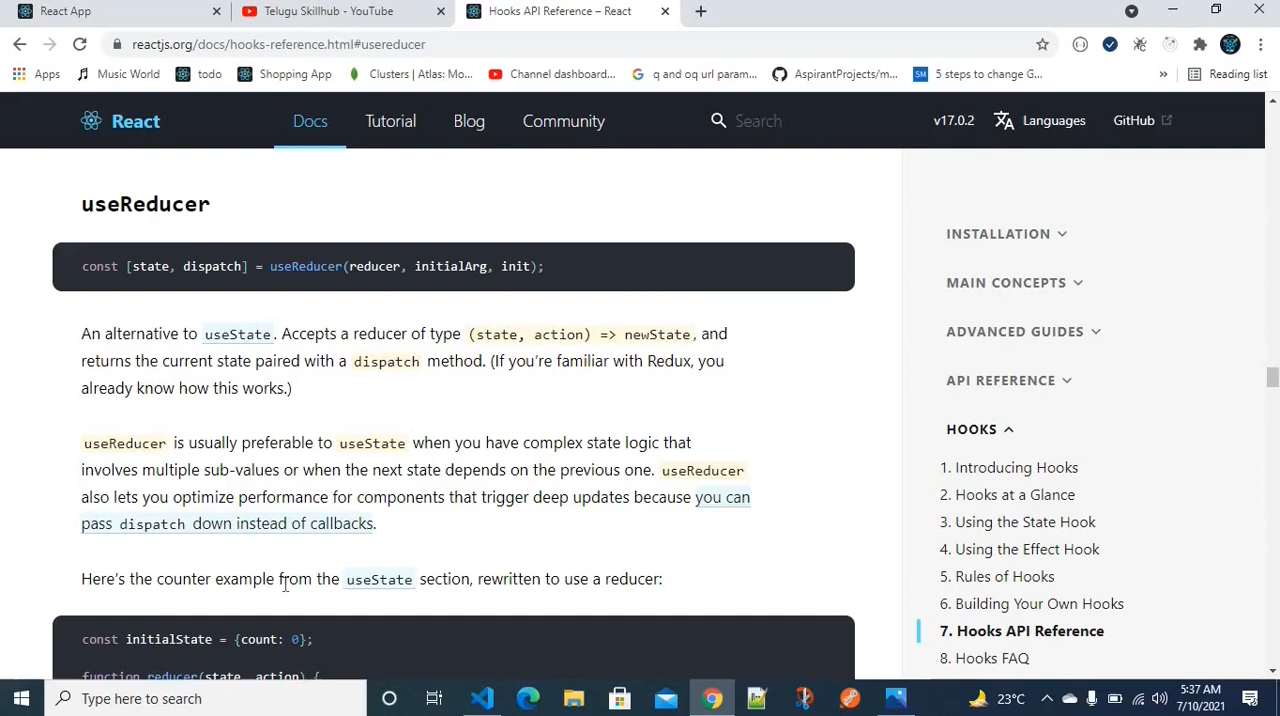 React App
Telugu Skillhub - YouTube
Hooks API Reference – React
reactjs.org/docs/hooks-reference.html#usereducer
Apps
Music World
todo
Shopping App
Clusters | Atlas: Mo...
Channel dashboard...
q and oq url param...
AspirantProjects/m...
SM
5 steps to change G...
»
Reading list
React
Docs
Tutorial
Blog
Community
Search
v17.0.2
Languages
GitHub
useReducer
const [state, dispatch] = useReducer(reducer, initialArg, init);
An alternative to useState. Accepts a reducer of type (state, action) => newState, and
returns the current state paired with a dispatch method. (If you’re familiar with Redux, you
already know how this works.)
useReducer is usually preferable to useState when you have complex state logic that
involves multiple sub-values or when the next state depends on the previous one. useReducer
also lets you optimize performance for components that trigger deep updates because you can
pass dispatch down instead of callbacks.
Here’s the counter example from the useState section, rewritten to use a reducer:
const initialState = {count: 0};
function reducer(state, action) {
INSTALLATION
MAIN CONCEPTS
ADVANCED GUIDES
API REFERENCE
HOOKS
1. Introducing Hooks
2. Hooks at a Glance
3. Using the State Hook
4. Using the Effect Hook
5. Rules of Hooks
6. Building Your Own Hooks
7. Hooks API Reference
8. Hooks FAQ
Type here to search
23°C
5:37 AM
7/10/2021